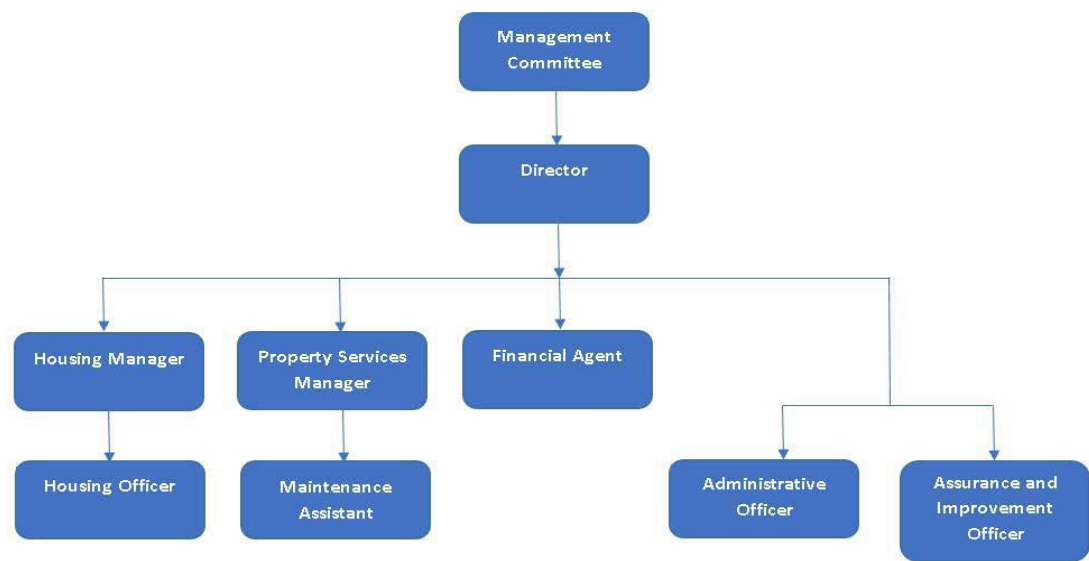 Management
Committee
Director
Housing Manager
Property Services
Manager
Financial Agent
Housing Officer
Maintenance
Assistant
Administrative
Officer
Assurance and
Improvement
Officer